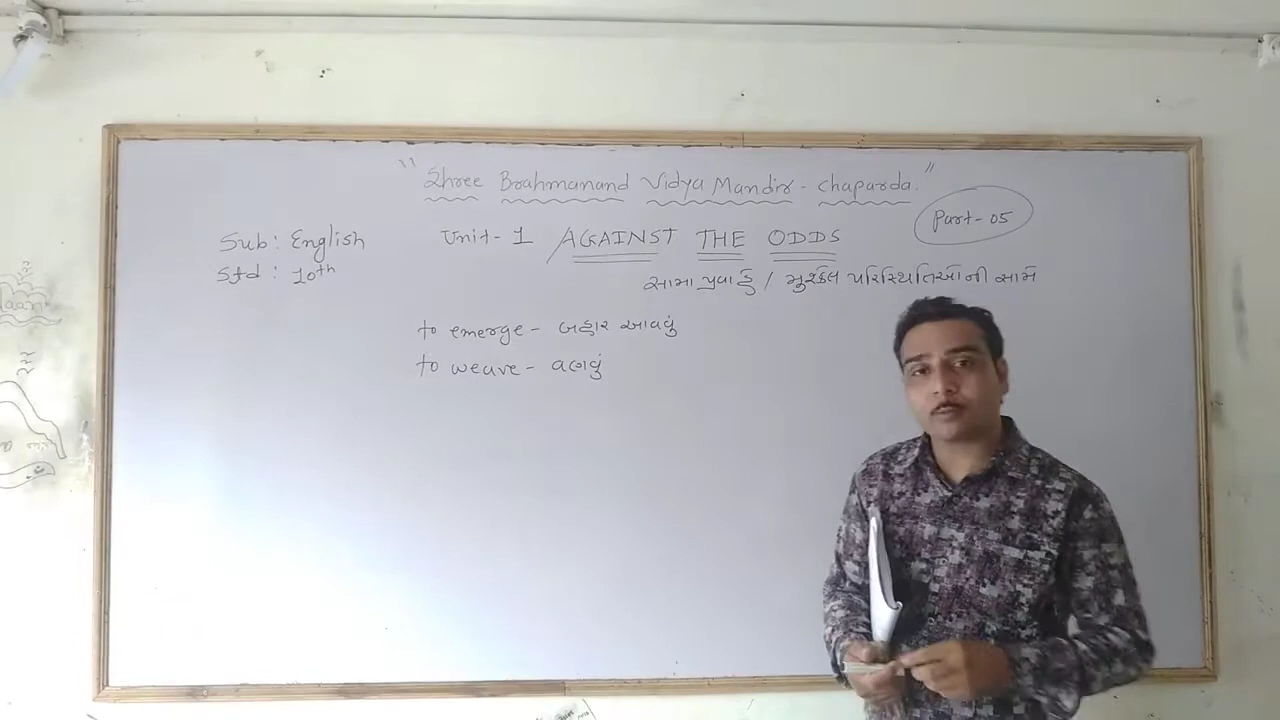 "Shree Brahmanand Vidya Mandir - Chaparda."
Part-05
Sub: English
Unit-1 AGAINST THE ODDS
Std: 10th
સામા પ્રવાહે / મુશ્કેલ પરિસ્થિતિઓની સામે
to emerge - બહાર આવવું
to weave - વણવું